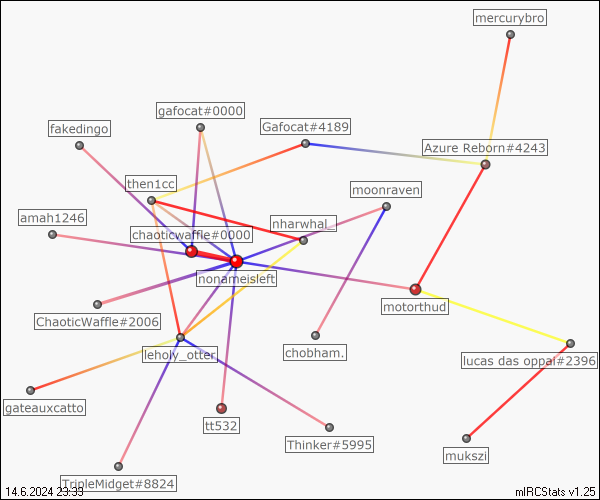 mercurybro
gafocat#0000
fakedingo
Gafocat#4189
Azure Reborn#4243
then1cc
moonraven
amah1246
nharwhal_
chaoticwaffle#0000
nonameisleft
motorthud
ChaoticWaffle#2006
leholy_otter
chobham.
lucas das oppai#2396
gateauxcatto
tt532
Thinker#5995
mukszi
TripleMidget#8824
14.6.2024 23:33
mIRCStats v1.25